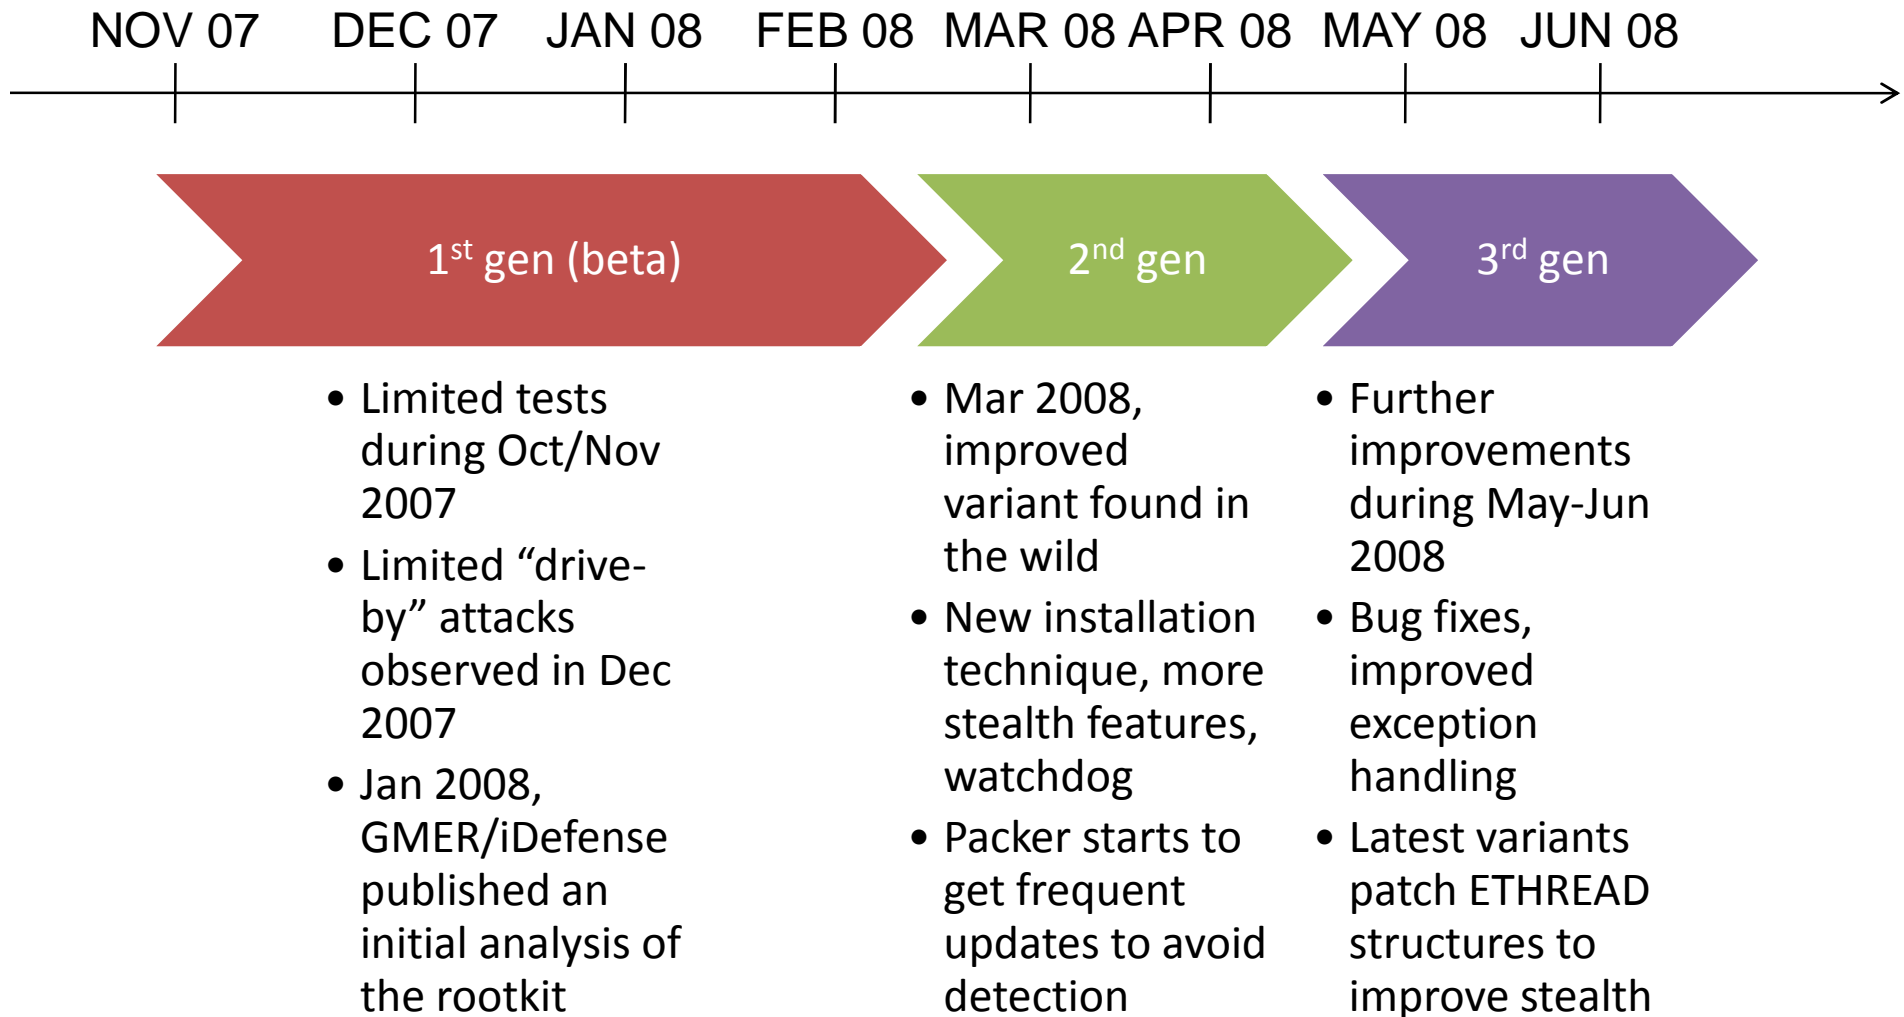 NOV 07 DEC 07 JAN 08 FEB 08 MAR 08 APR 08 MAY 08 JUN 08
1st gen (beta)
2nd gen
3rd gen
• Limited tests
during Oct/Nov
2007
• Limited “drive-
by” attacks
observed in Dec
2007
• Jan 2008,
GMER/iDefense
published an
initial analysis of
the rootkit
• Mar 2008,
improved
variant found in
the wild
• New installation
technique, more
stealth features,
watchdog
• Packer starts to
get frequent
updates to avoid
detection
• Further
improvements
during May-Jun
2008
• Bug fixes,
improved
exception
handling
• Latest variants
patch ETHREAD
structures to
improve stealth